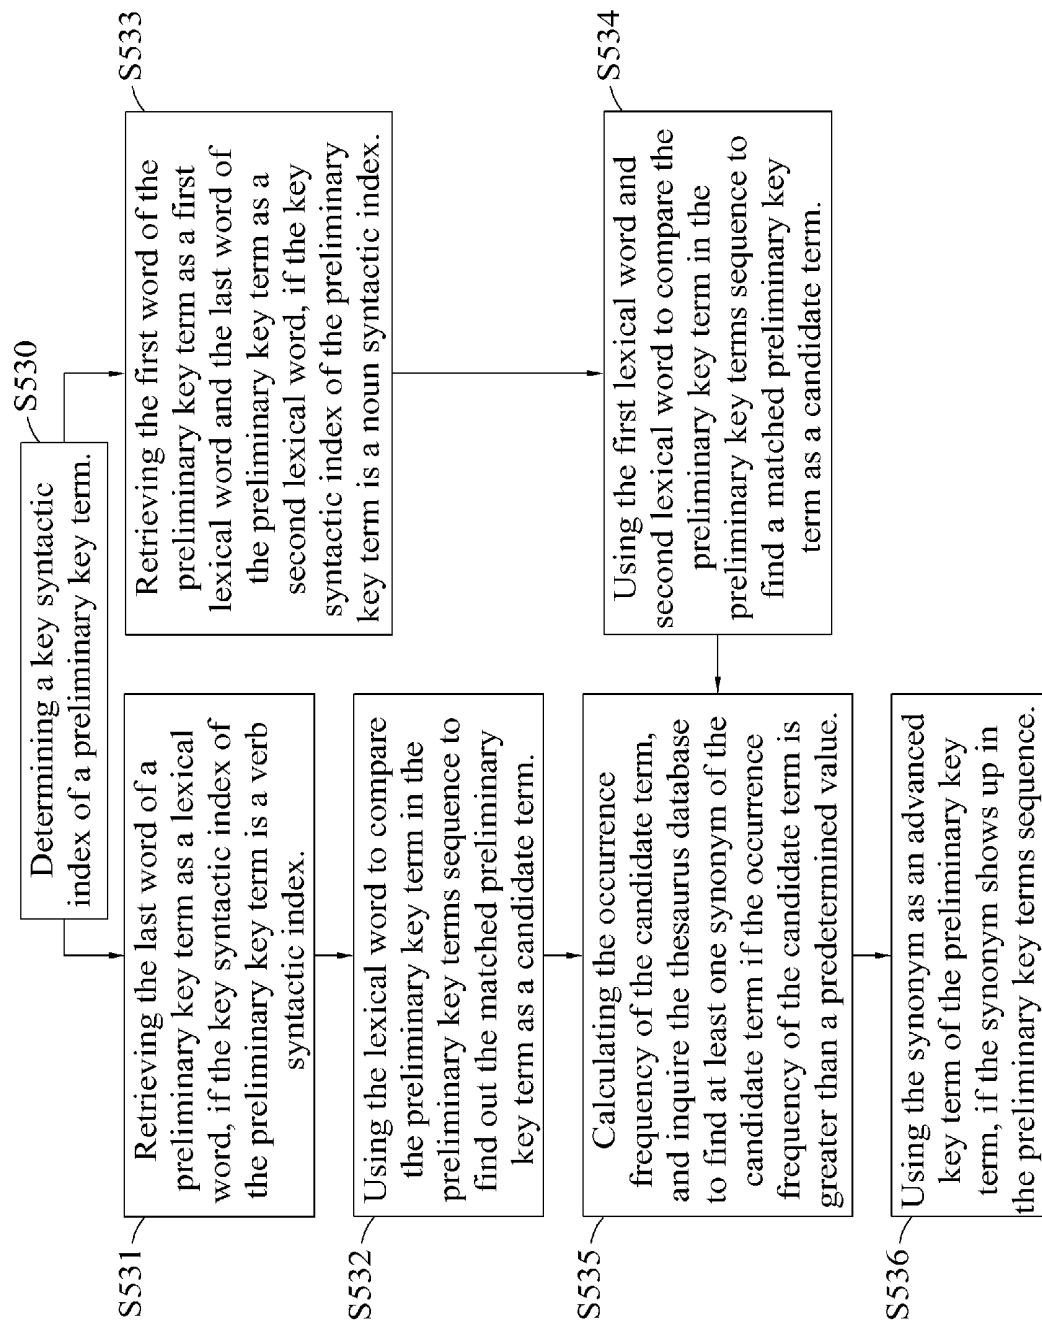 S530
Determining a key syntactic
index of a preliminary key term.
S531
Retrieving the last word of a
preliminary key term as a lexical
word, if the key syntactic index of
the preliminary key term is a verb
syntactic index.
S532
Using the lexical word to compare
the preliminary key term in the
preliminary key terms sequence to
find out the matched preliminary
key term as a candidate term.
S533
Retrieving the first word of the
preliminary key term as a first
lexical word and the last word of
the preliminary key term as a
second lexical word, if the key
syntactic index of the preliminary
key term is a noun syntactic index.
S534
Using the first lexical word and
second lexical word to compare the
preliminary key term in the
preliminary key terms sequence to
find a matched preliminary key
term as a candidate term.
S535
Calculating the occurrence
frequency of the candidate term,
and inquire the thesaurus database
to find at least one synonym of the
candidate term if the occurrence
frequency of the candidate term is
greater than a predetermined value.
S536
Using the synonym as an advanced
key term of the preliminary key
term, if the synonym shows up in
the preliminary key terms sequence.